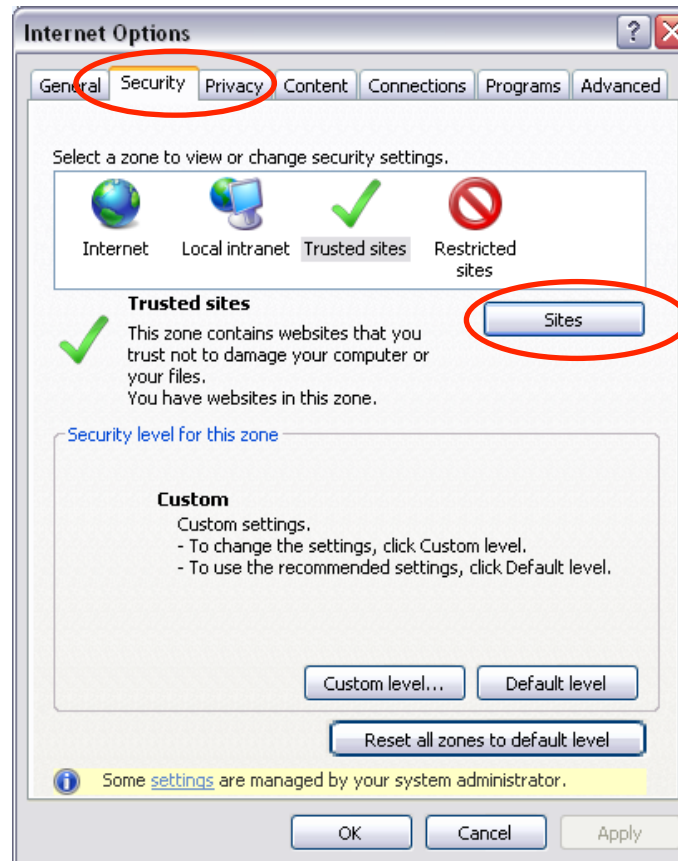 Internet Options
?
General Security Privacy Content Connections Programs Advanced
Select a zone to view or change security settings.
Internet Local intranet Trusted sites Restricted
sites
Trusted sites
Sites
This zone contains websites that you
trust not to damage your computer or
your files.
You have websites in this zone.
Security level for this zone
Custom
Custom settings.
- To change the settings, click Custom level.
- To use the recommended settings, click Default level.
Custom level... Default level
Reset all zones to default level
Some settings are managed by your system administrator.
OK Cancel Apply